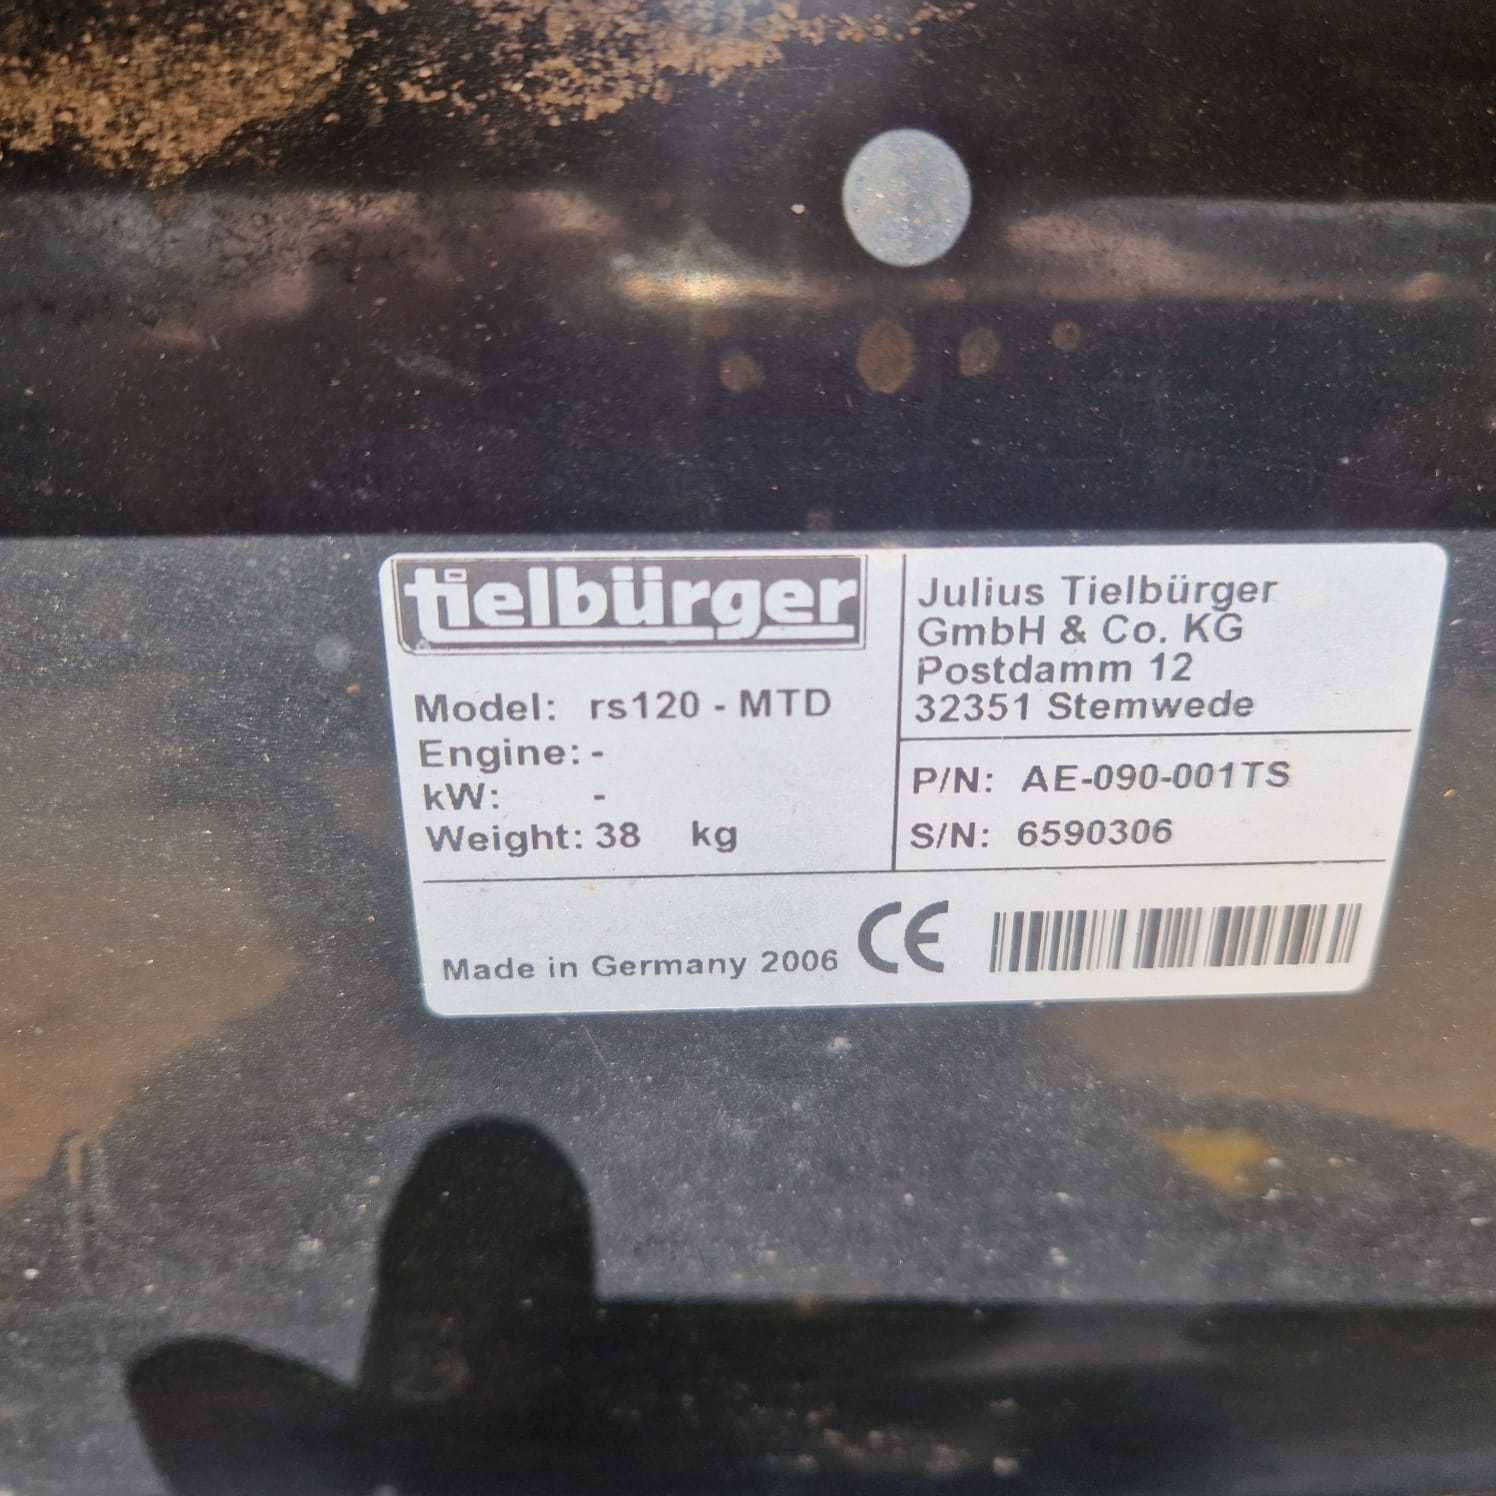 tielbürger
Model: rs120 - MTD
Engine: -
kW: -
Weight: 38 kg
Julius Tielbürger
GmbH & Co. KG
Postdamm 12
32351 Stemwede
P/N: AE-090-001TS
S/N: 6590306
Made in Germany 2006 CE